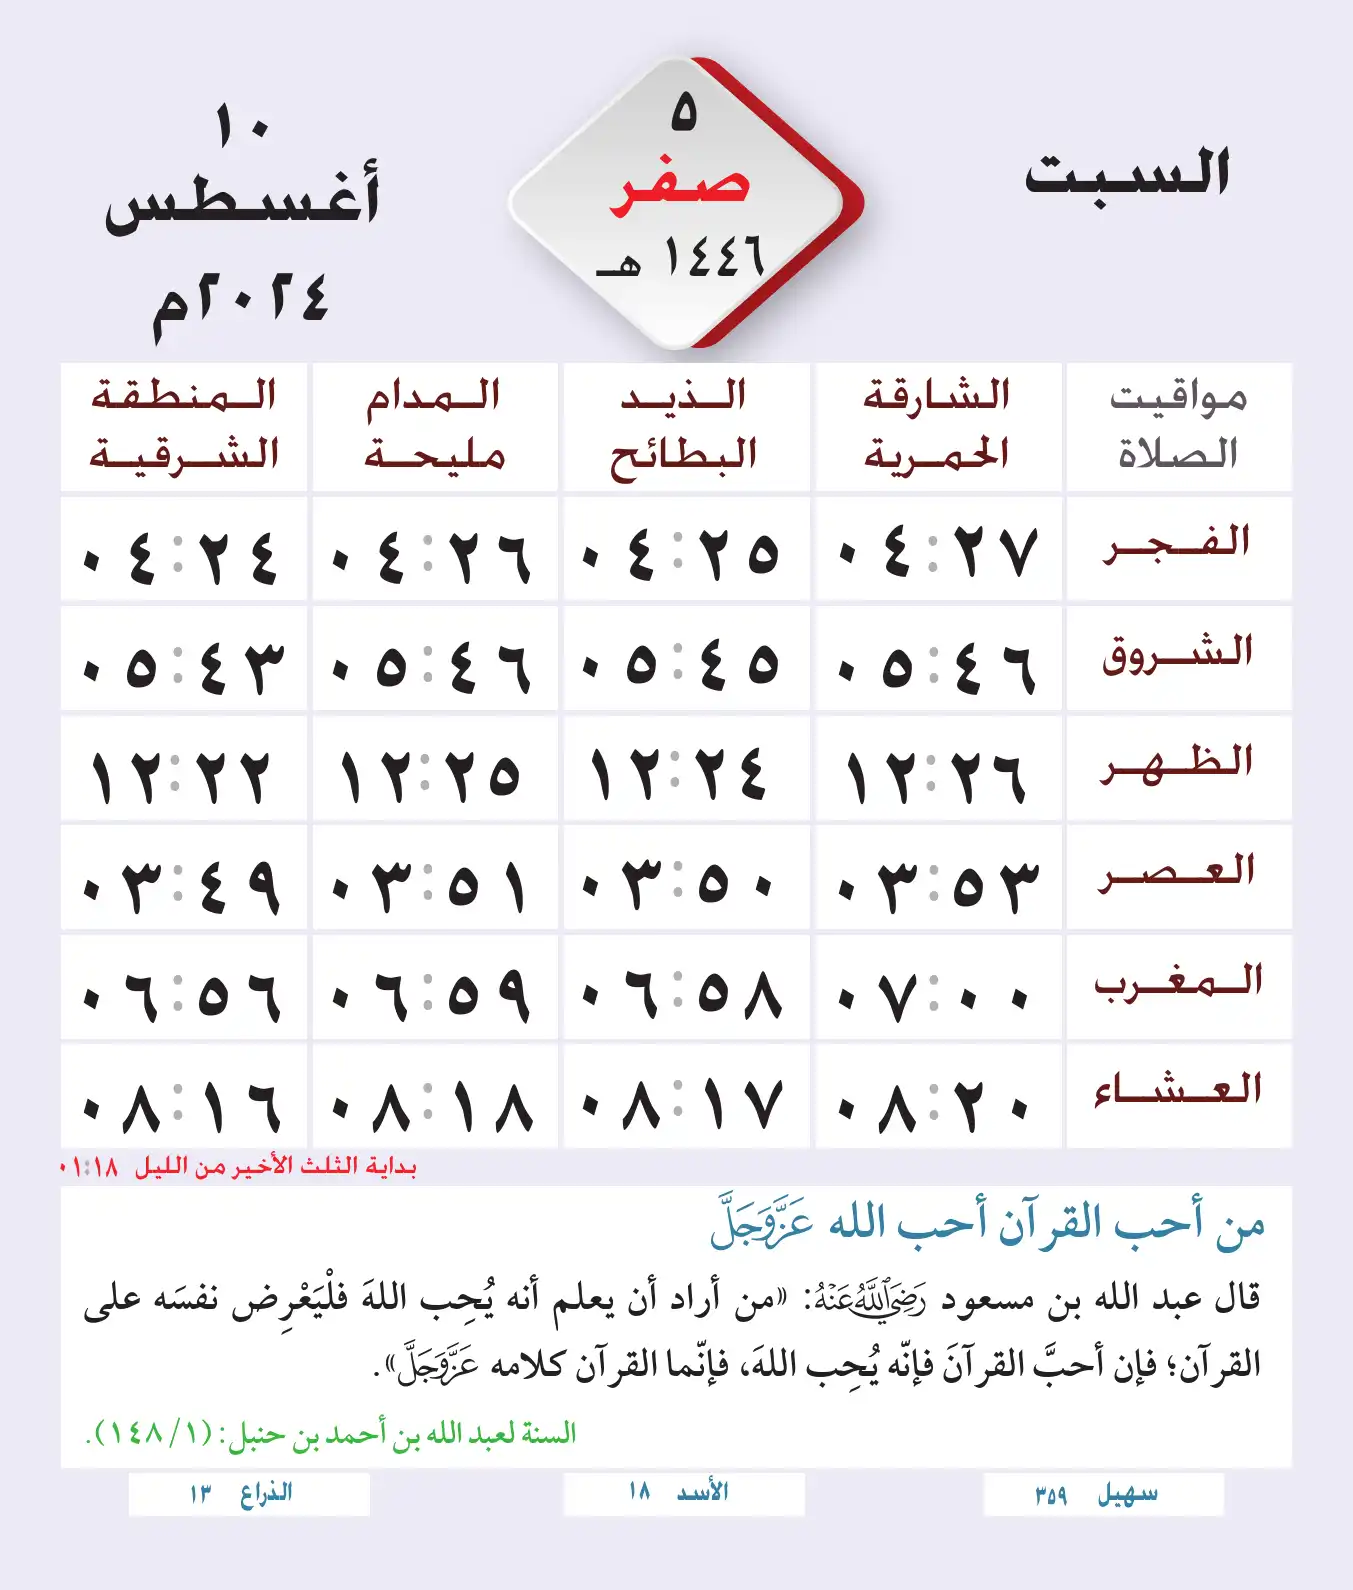 السبت
٥
صفر
١٤٤٦ هـ
١٠
أغسطس
٢٠٢٤م
مواقيت الصلاة | الشارقة الحمرية | الذيد البطائح | المدام مليحة | المنطقة الشرقية
الفجر ٠٤:٢٧ ٠٤:٢٥ ٠٤:٢٦ ٠٤:٢٤
الشروق ٠٥:٤٦ ٠٥:٤٥ ٠٥:٤٦ ٠٥:٤٣
الظهر ١٢:٢٦ ١٢:٢٤ ١٢:٢٥ ١٢:٢٢
العصر ٠٣:٥٣ ٠٣:٥٠ ٠٣:٥١ ٠٣:٤٩
المغرب ٠٧:٠٠ ٠٦:٥٨ ٠٦:٥٩ ٠٦:٥٦
العشاء ٠٨:٢٠ ٠٨:١٧ ٠٨:١٨ ٠٨:١٦
بداية الثلث الأخير من الليل ٠١:١٨
من أحب القرآن أحب الله عَزَّوَجَلَّ
قال عبد الله بن مسعود رَضِيَ اللَّهُ عَنْهُ: «من أراد أن يعلم أنه يُحِب اللهَ فلْيَعْرِض نفسَه على
القرآن؛ فإن أحبَّ القرآنَ فإنّه يُحِب اللهَ، فإنّما القرآن كلامه عَزَّوَجَلَّ».
السنة لعبد الله بن أحمد بن حنبل: (١٤٨/١).
سهيل ٣٥٩
الأسد ١٨
الذراع ١٣